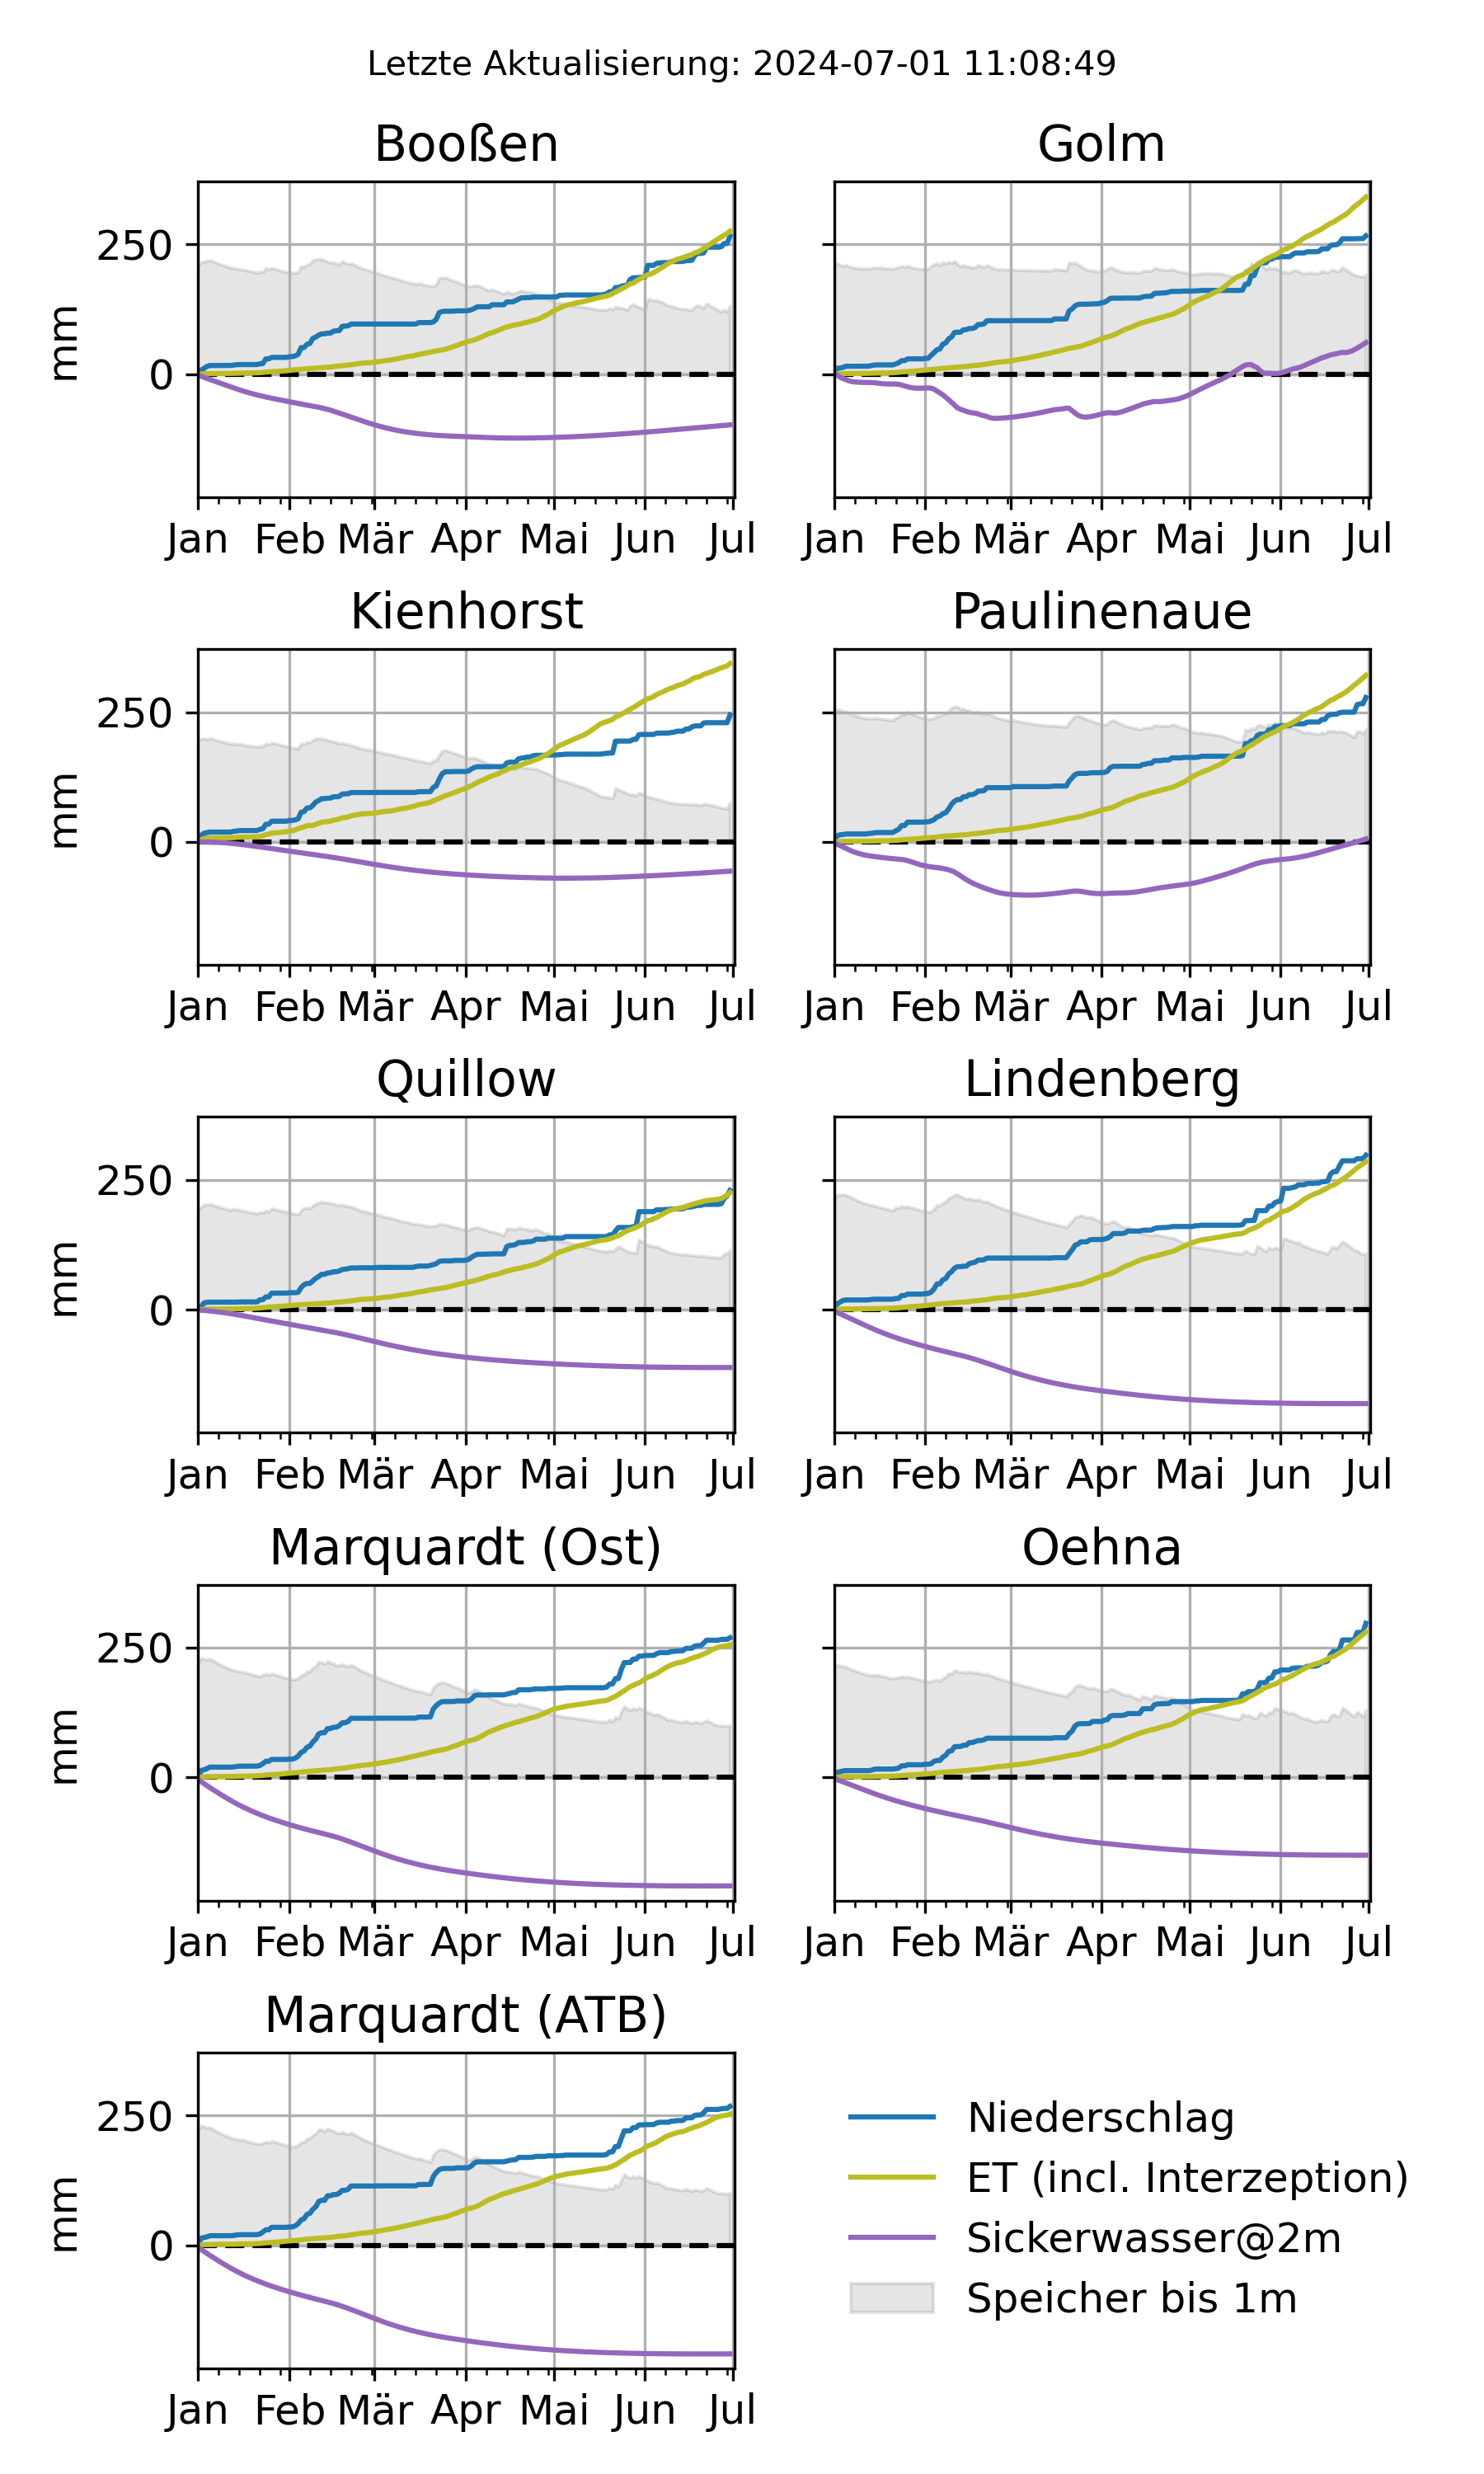 Letzte Aktualisierung: 2024-07-01 11:08:49
Booßen
Golm
250
0
mm
Jan Feb Mär Apr Mai Jun Jul
Jan Feb Mär Apr Mai Jun Jul
Kienhorst
Paulinenaue
250
0
mm
Jan Feb Mär Apr Mai Jun Jul
Jan Feb Mär Apr Mai Jun Jul
Quillow
Lindenberg
250
0
mm
Jan Feb Mär Apr Mai Jun Jul
Jan Feb Mär Apr Mai Jun Jul
Marquardt (Ost)
Oehna
250
0
mm
Jan Feb Mär Apr Mai Jun Jul
Jan Feb Mär Apr Mai Jun Jul
Marquardt (ATB)
250
0
mm
Jan Feb Mär Apr Mai Jun Jul
Niederschlag
ET (incl. Interzeption)
Sickerwasser@2m
Speicher bis 1m